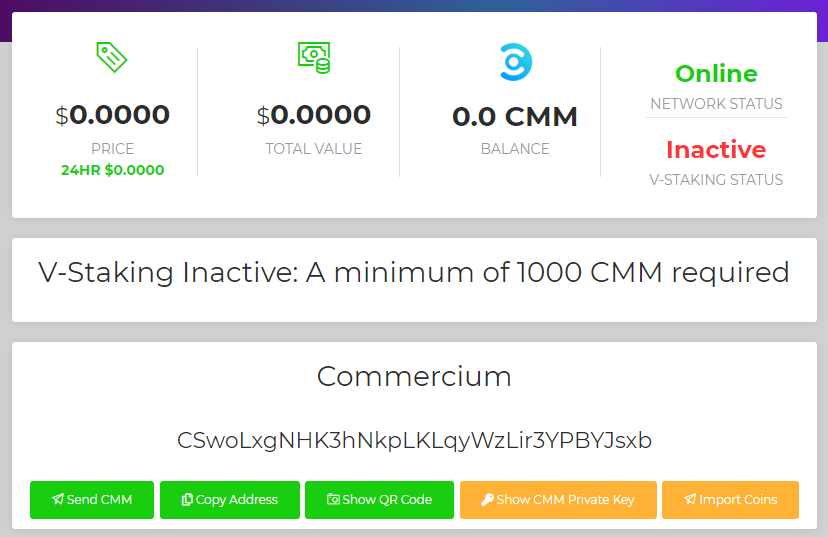 $0.0000
PRICE
24HR $0.0000
$0.0000
TOTAL VALUE
0.0 CMM
BALANCE
Online
NETWORK STATUS
Inactive
V-STAKING STATUS
V-Staking Inactive: A minimum of 1000 CMM required
Commercium
CSwoLxgNHK3hNkpLKLqyWzLir3YPBYJsxb
Send CMM
Copy Address
Show QR Code
Show CMM Private Key
Import Coins